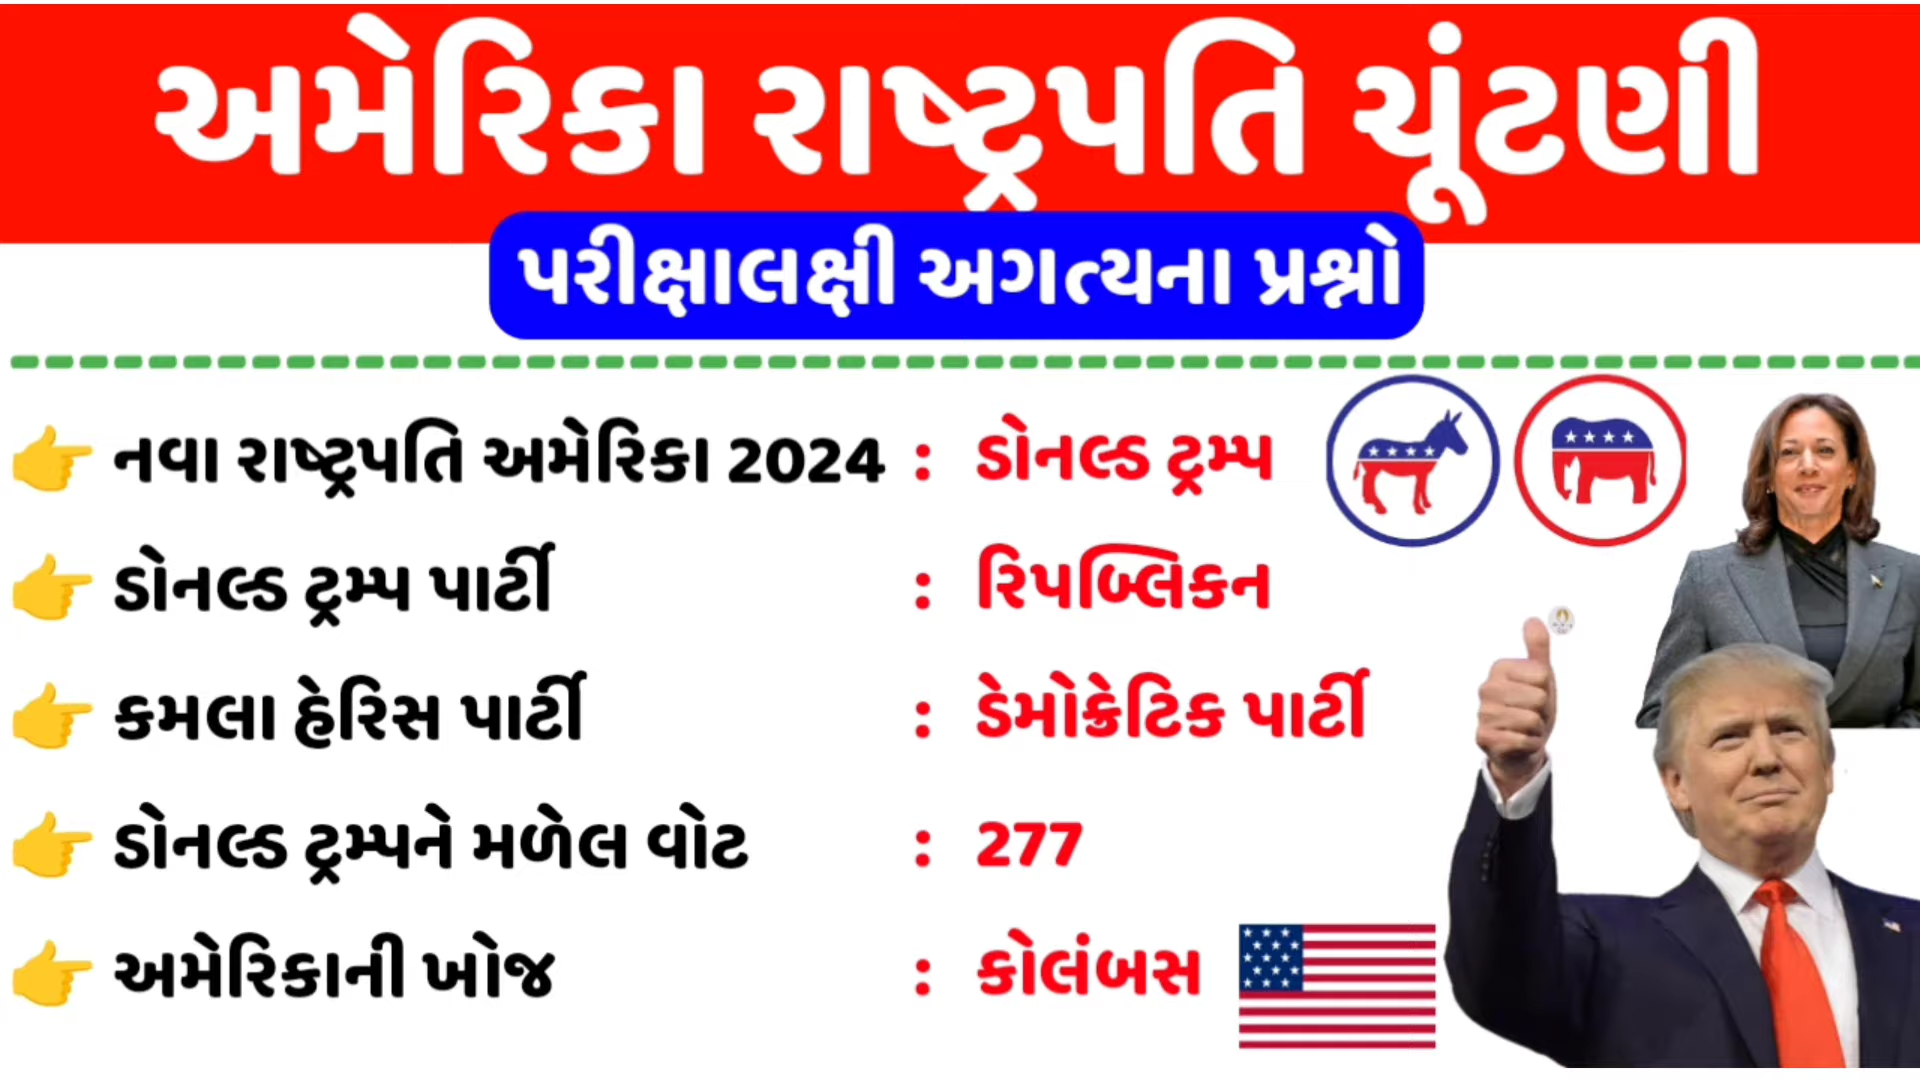 અમેરિકા રાષ્ટ્રપતિ ચૂંટણી
પરીક્ષાલક્ષી અગત્યના પ્રશ્નો
નવા રાષ્ટ્રપતિ અમેરિકા 2024 : ડોનલ્ડ ટ્રમ્પ
ડોનલ્ડ ટ્રમ્પ પાર્ટી : રિપબ્લિકન
કમલા હેરિસ પાર્ટી : ડેમોક્રેટિક પાર્ટી
ડોનલ્ડ ટ્રમ્પને મળેલ વોટ : 277
અમેરિકાની ખોજ : કોલંબસ